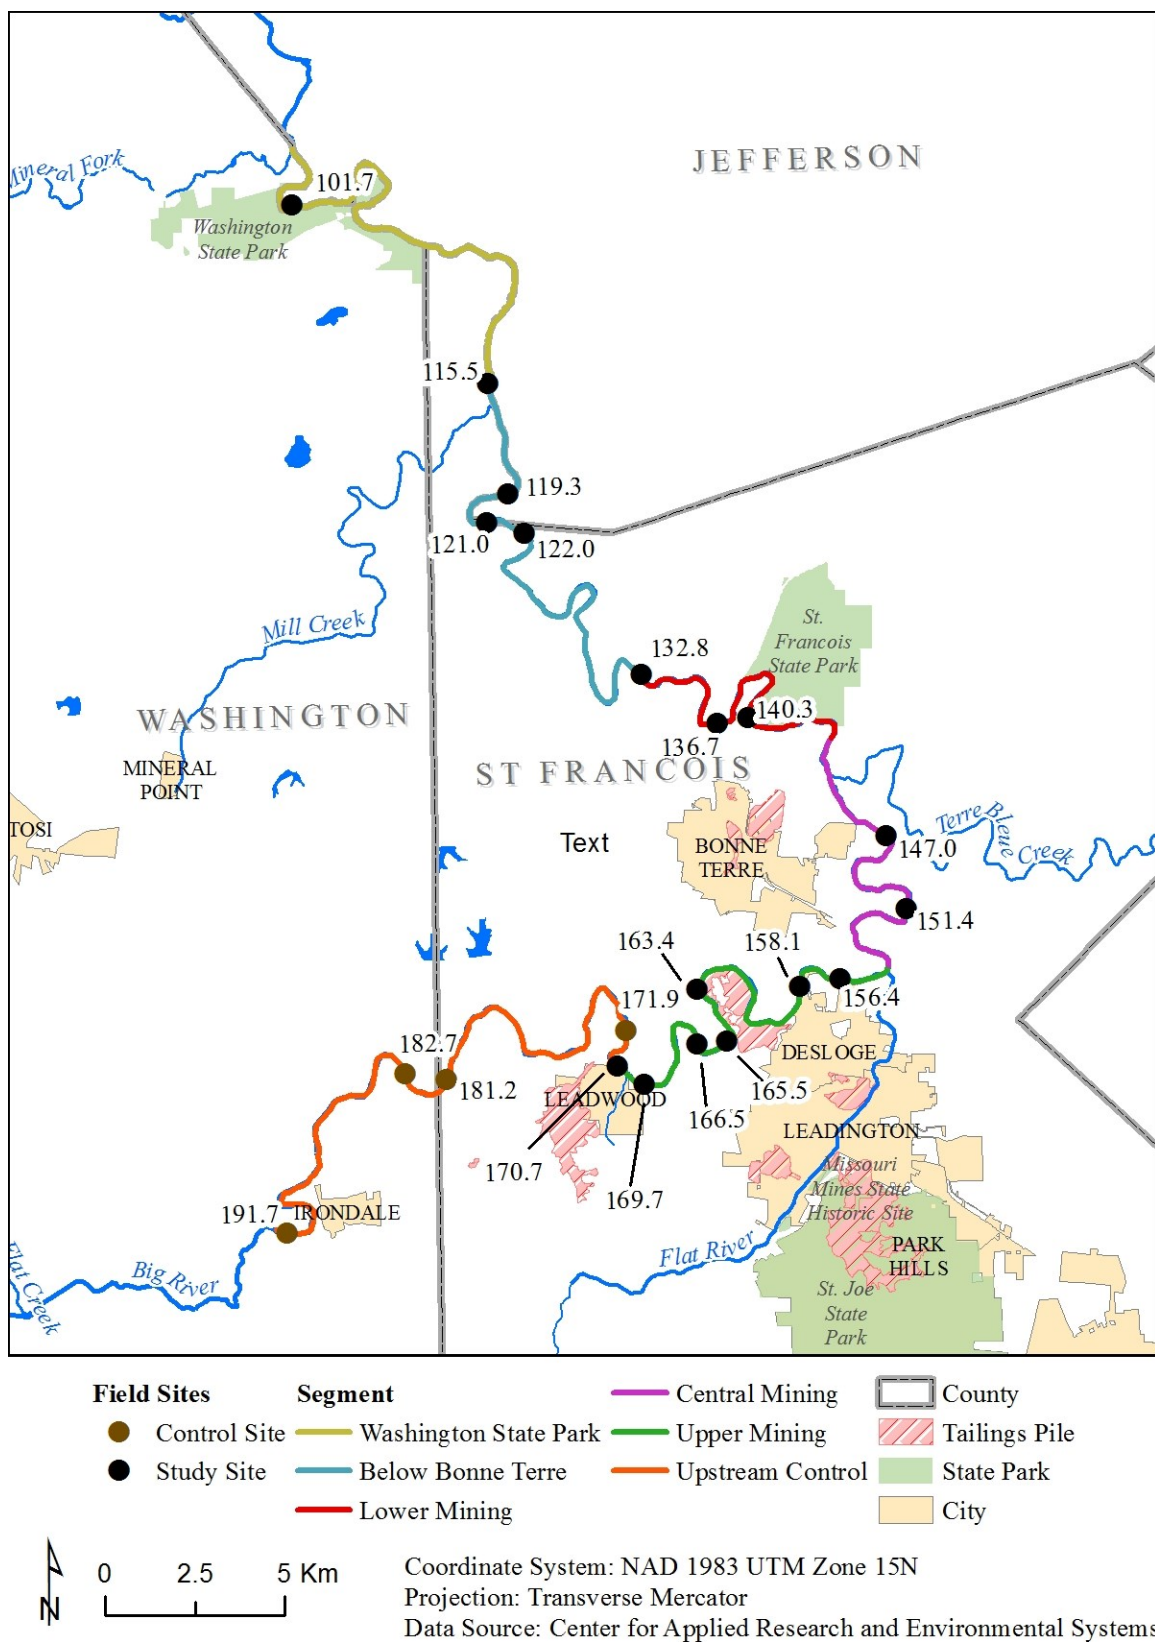 JEFFERSON
Mineral Fork
101.7
Washington
State Park
115.5
119.3
121.0
122.0
Mill Creek
St.
Francois
State Park
132.8
WASHINGTON
140.3
136.7
MINERAL
POINT
ST FRANCOIS
TOSI
Text
BONNE
TERRE
Terre Bleue Creek
147.0
151.4
163.4
158.1
171.9
156.4
182.7
DESLOGE
181.2
LEADWOOD
165.5
166.5
LEADINGTON
170.7
169.7
Missouri
Mines State
Historic Site
191.7
IRONDALE
Flat River
PARK
HILLS
Flat Creek
Big River
St. Joe
State
Park
Field Sites
Control Site
Study Site
Segment
Washington State Park
Below Bonne Terre
Lower Mining
Central Mining
Upper Mining
Upstream Control
County
Tailings Pile
State Park
City
N
0 2.5 5 Km
Coordinate System: NAD 1983 UTM Zone 15N
Projection: Transverse Mercator
Data Source: Center for Applied Research and Environmental Systems